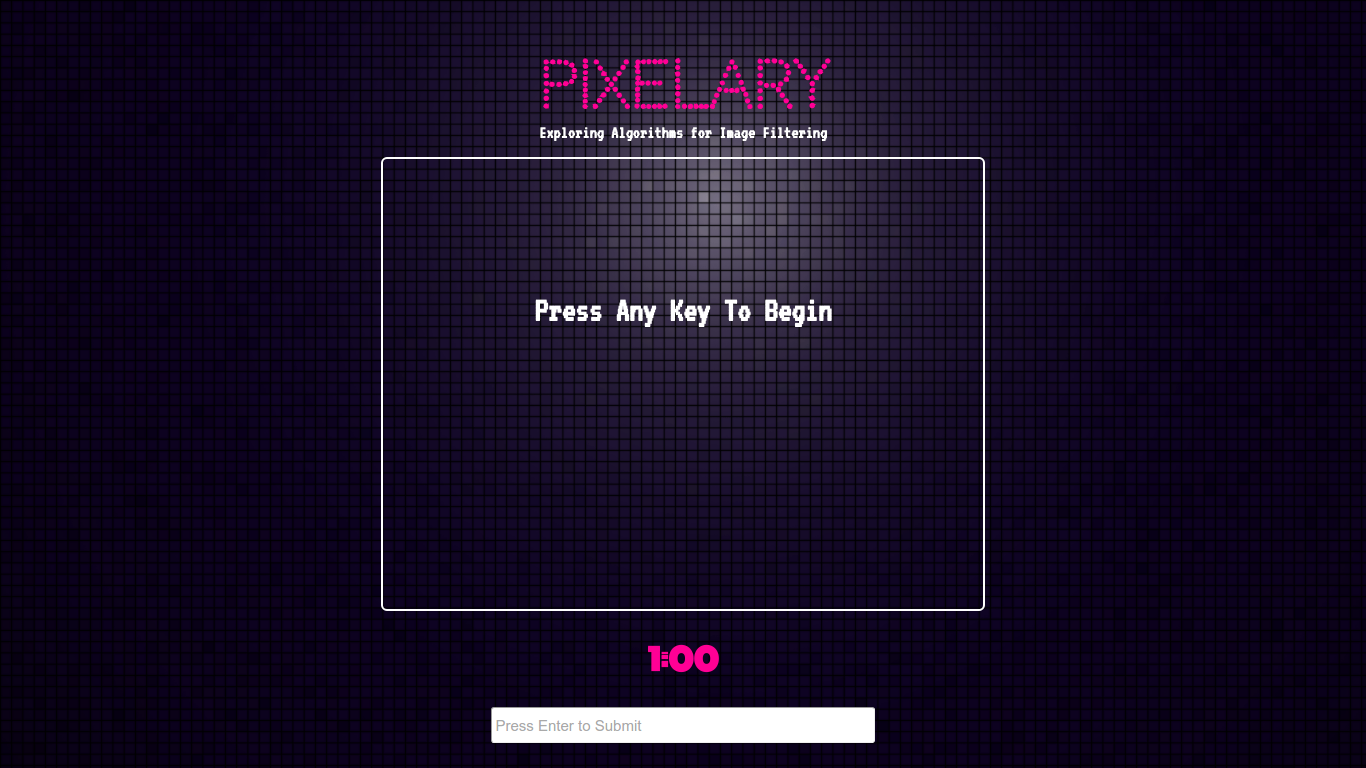 PIXELARY
Exploring Algorithms for Image Filtering
Press Any Key To Begin
1:00
Press Enter to Submit